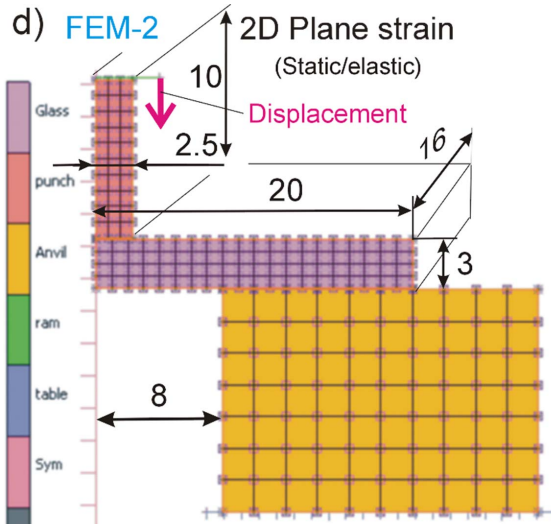 d) FEM-2 2D Plane strain
(Static/elastic)
10
Displacement
2.5
16
20
3
8
Glass
punch
Anvil
ram
table
Sym